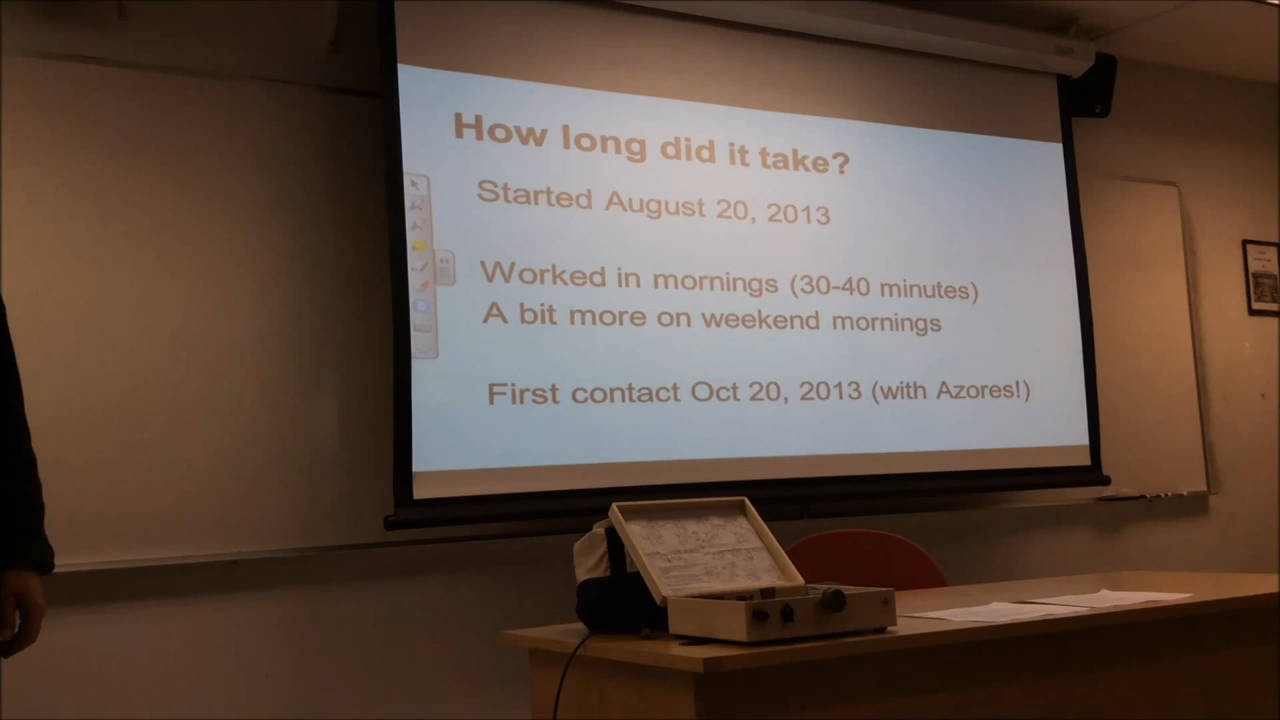 How long did it take?
Started August 20, 2013
Worked in mornings (30-40 minutes)
A bit more on weekend mornings
First contact Oct 20, 2013 (with Azores!)